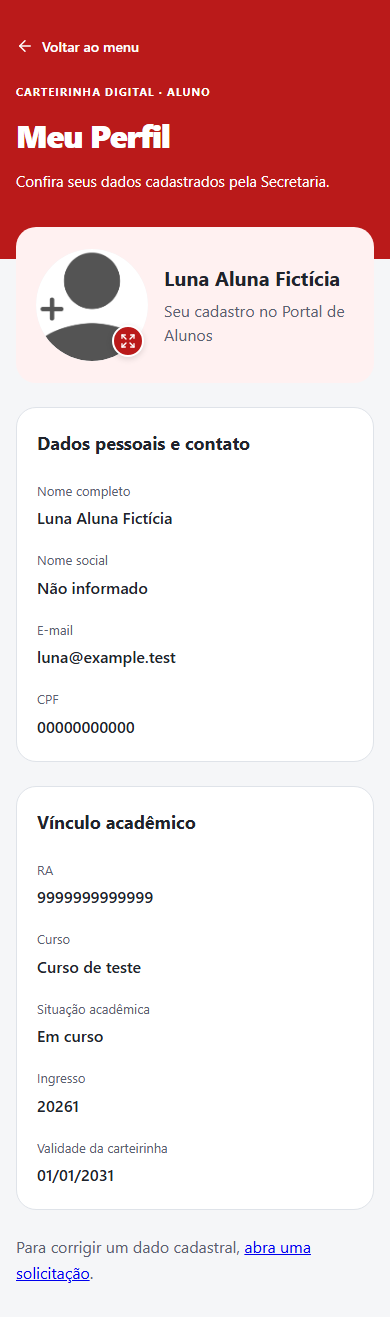 Voltar ao menu
CARTEIRINHA DIGITAL · ALUNO
Meu Perfil
Confira seus dados cadastrados pela Secretaria.
Luna Aluna Fictícia
Seu cadastro no Portal de
Alunos
Dados pessoais e contato
Nome completo
Luna Aluna Fictícia
Nome social
Não informado
E-mail
luna@example.test
CPF
00000000000
Vínculo acadêmico
RA
9999999999999
Curso
Curso de teste
Situação acadêmica
Em curso
Ingresso
20261
Validade da carteirinha
01/01/2031
Para corrigir um dado cadastral, abra uma
solicitação.